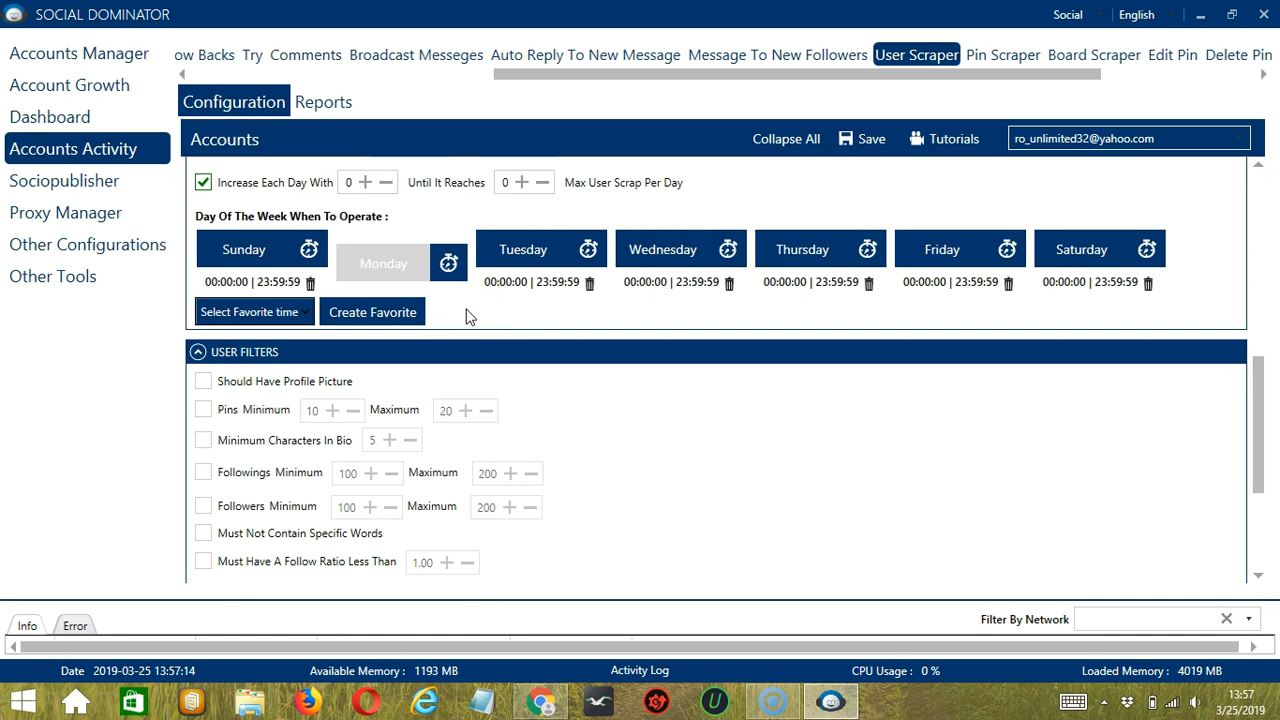 SOCIAL DOMINATOR
Social
English
Accounts Manager
Account Growth
Dashboard
Accounts Activity
Sociopublisher
Proxy Manager
Other Configurations
Other Tools
ow Backs Try Comments Broadcast Messeges Auto Reply To New Message Message To New Followers User Scraper Pin Scraper Board Scraper Edit Pin Delete Pin
Configuration Reports
Accounts Collapse All Save Tutorials ro_unlimited32@yahoo.com
Increase Each Day With 0 + − Until It Reaches 0 + − Max User Scrap Per Day
Day Of The Week When To Operate :
Sunday Monday Tuesday Wednesday Thursday Friday Saturday
00:00:00 | 23:59:59 00:00:00 | 23:59:59 00:00:00 | 23:59:59 00:00:00 | 23:59:59 00:00:00 | 23:59:59 00:00:00 | 23:59:59
Select Favorite time Create Favorite
USER FILTERS
Should Have Profile Picture
Pins Minimum 10 + − Maximum 20 + −
Minimum Characters In Bio 5 + −
Followings Minimum 100 + − Maximum 200 + −
Followers Minimum 100 + − Maximum 200 + −
Must Not Contain Specific Words
Must Have A Follow Ratio Less Than 1.00 + −
Info Error Filter By Network
Date 2019-03-25 13:57:14 Available Memory : 1193 MB Activity Log CPU Usage : 0 % Loaded Memory : 4019 MB
13:57
3/25/2019